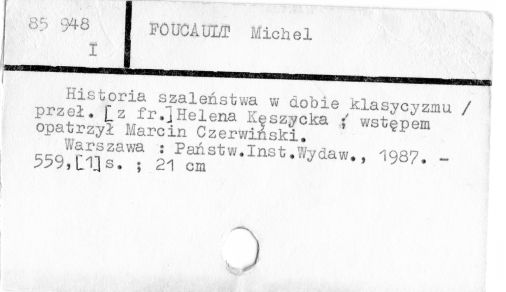 85 948
I
FOUCAULT Michel
Historia szaleństwa w dobie klasycyzmu /
przeł. [z fr.] Helena Kęszycka ; wstępem
opatrzył Marcin Czerwiński.
Warszawa : Państw.Inst.Wydaw., 1987. -
559,[1]s. ; 21 cm